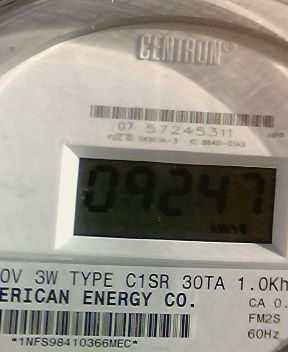 CENTRON®
07 57245311
09247
0V 3W TYPE C1SR 30TA 1.0Kh
ERICAN ENERGY CO.
CA 0.
FM2S
60Hz
*1NFS98410366MEC*